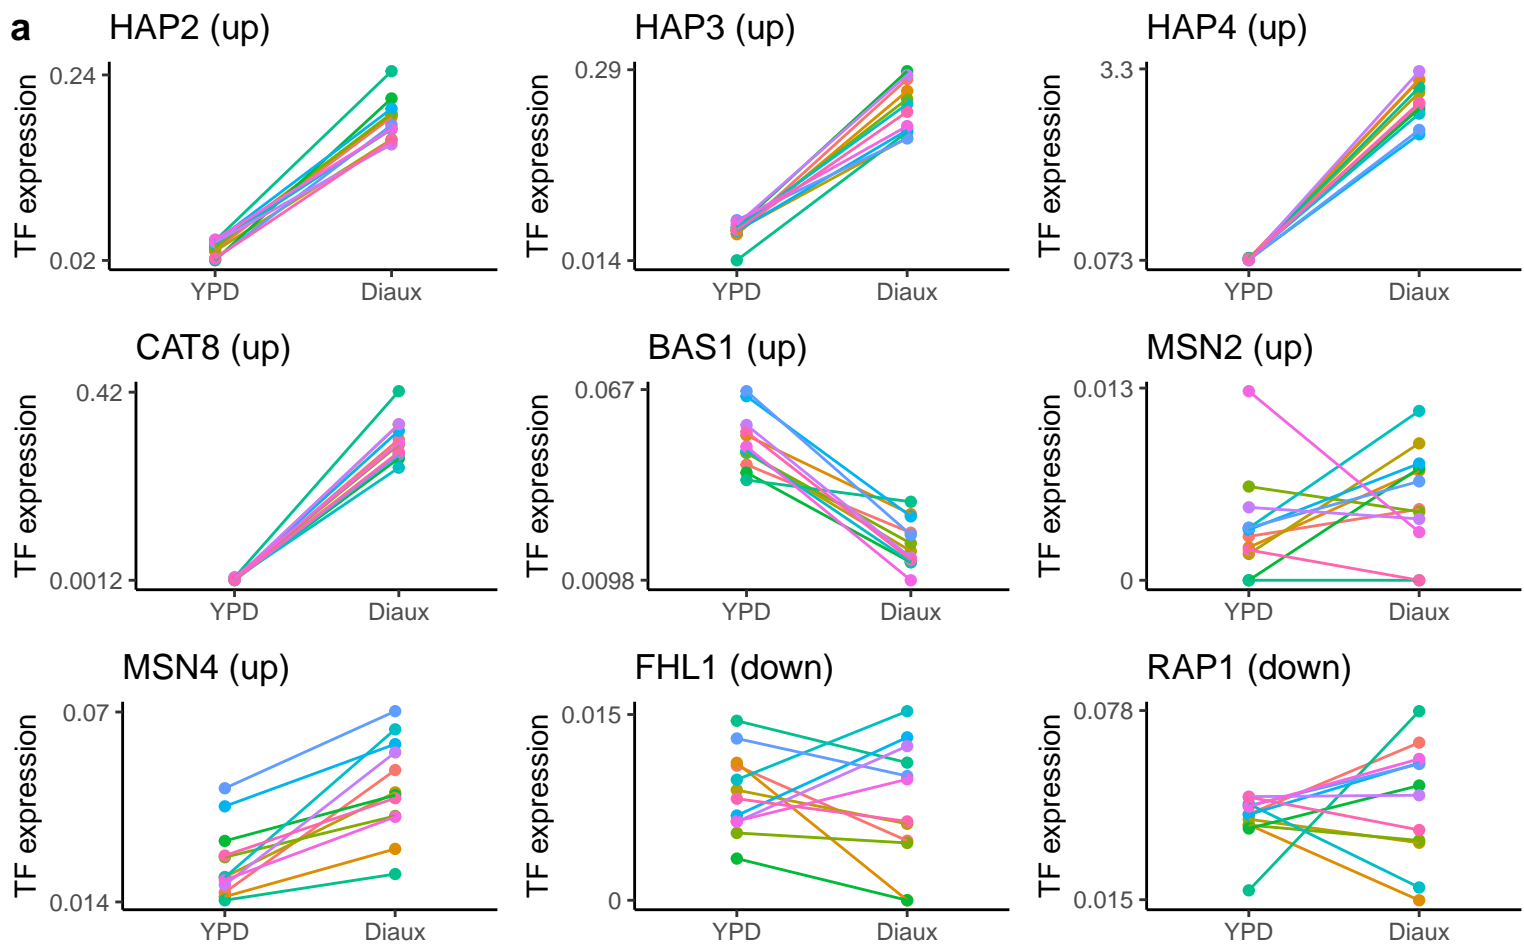 a
HAP2 (up)
TF expression
0.24
0.02
YPD
Diaux
HAP3 (up)
TF expression
0.29
0.014
YPD
Diaux
HAP4 (up)
TF expression
3.3
0.073
YPD
Diaux
CAT8 (up)
TF expression
0.42
0.0012
YPD
Diaux
BAS1 (up)
TF expression
0.067
0.0098
YPD
Diaux
MSN2 (up)
TF expression
0.013
0
YPD
Diaux
MSN4 (up)
TF expression
0.07
0.014
YPD
Diaux
FHL1 (down)
TF expression
0.015
0
YPD
Diaux
RAP1 (down)
TF expression
0.078
0.015
YPD
Diaux